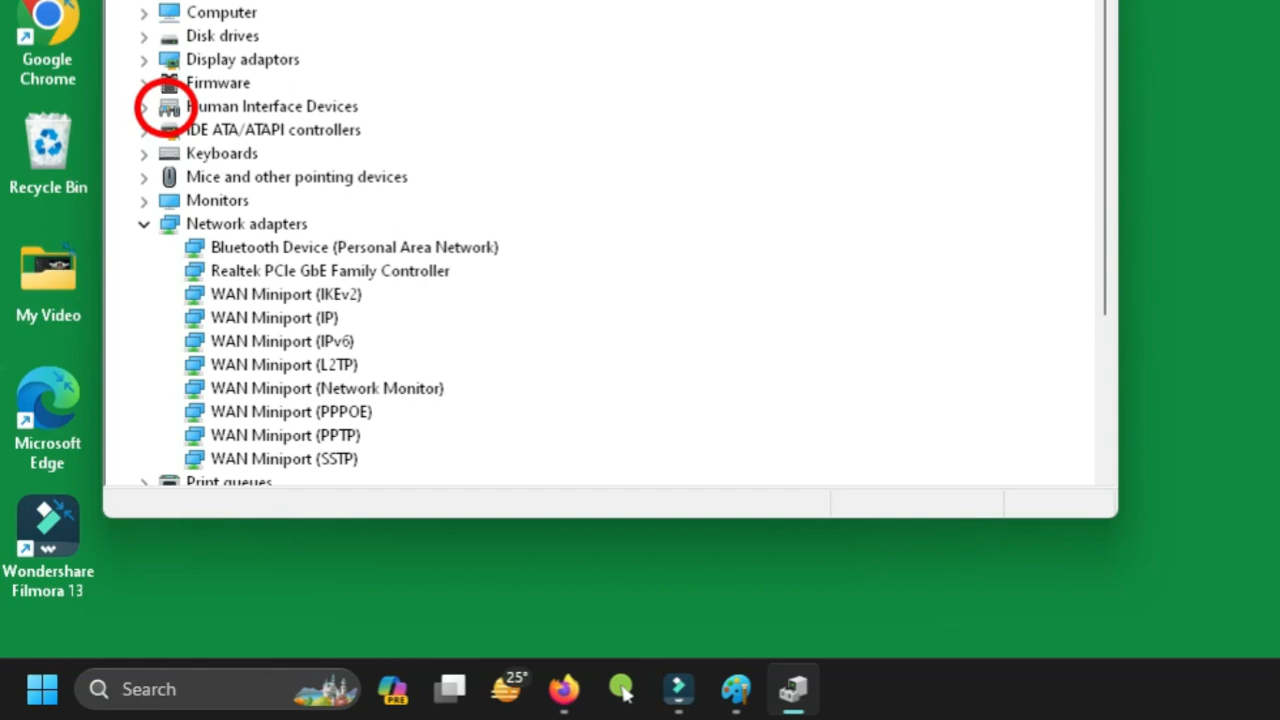 Computer
Disk drives
Display adaptors
Firmware
Human Interface Devices
IDE ATA/ATAPI controllers
Keyboards
Mice and other pointing devices
Monitors
Network adapters
Bluetooth Device (Personal Area Network)
Realtek PCIe GbE Family Controller
WAN Miniport (IKEv2)
WAN Miniport (IP)
WAN Miniport (IPv6)
WAN Miniport (L2TP)
WAN Miniport (Network Monitor)
WAN Miniport (PPPOE)
WAN Miniport (PPTP)
WAN Miniport (SSTP)
Print queues
Google
Chrome
Recycle Bin
My Video
Microsoft
Edge
Wondershare
Filmora 13
Search
PRE
25°